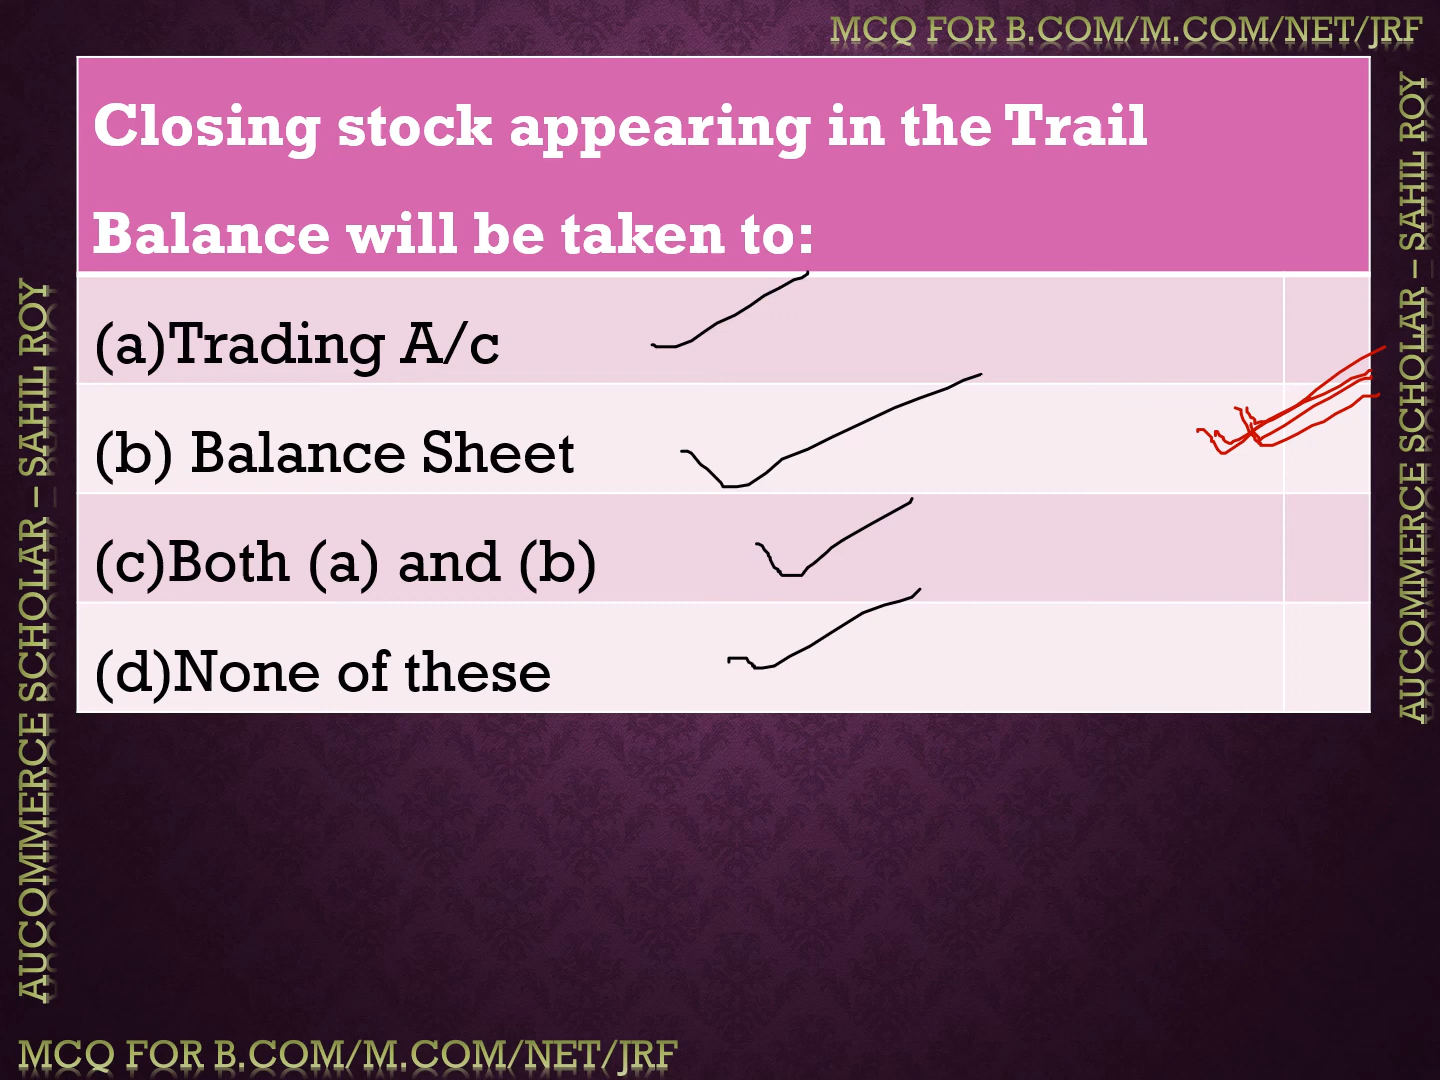 MCQ FOR B.COM/M.COM/NET/JRF
Closing stock appearing in the Trail
Balance will be taken to:
(a)Trading A/c
(b) Balance Sheet
(c)Both (a) and (b)
(d)None of these
AUCOMMERCE SCHOLAR – SAHIL ROY
AUCOMMERCE SCHOLAR – SAHIL ROY
MCQ FOR B.COM/M.COM/NET/JRF